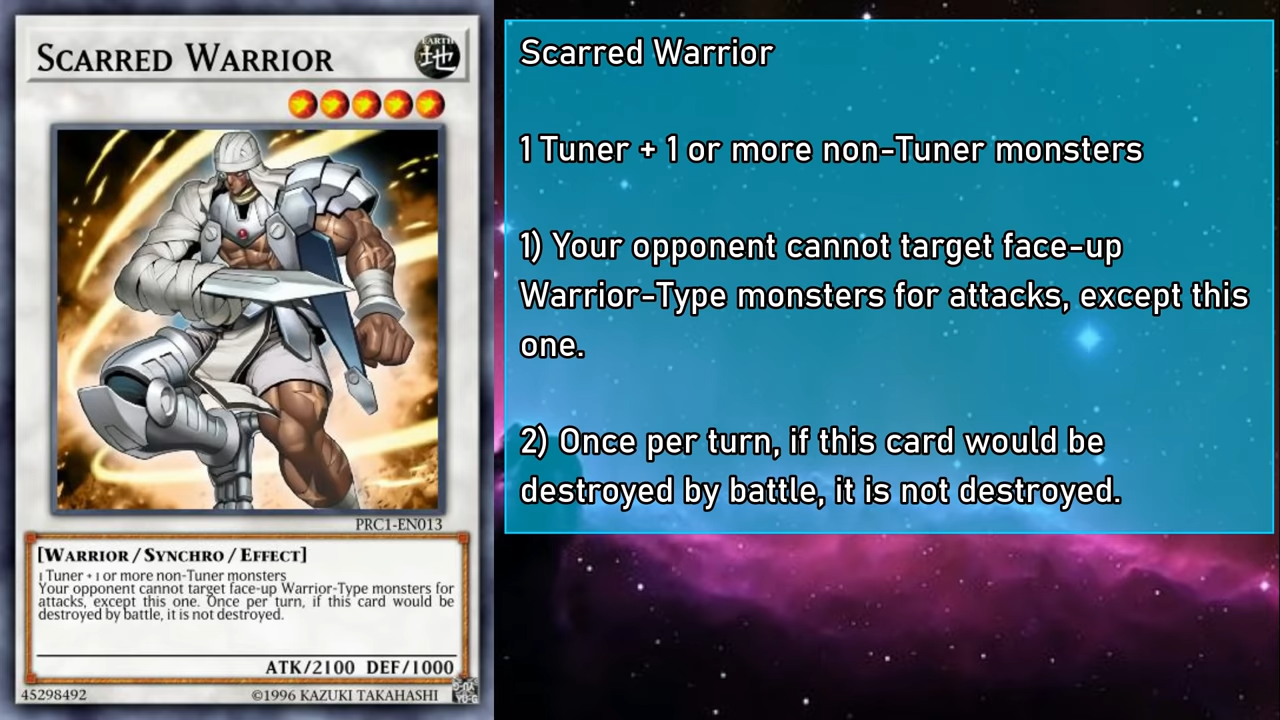 SCARRED WARRIOR
EARTH
地
PRC1-EN013
[WARRIOR / SYNCHRO / EFFECT]
1 Tuner + 1 or more non-Tuner monsters
Your opponent cannot target face-up Warrior-Type monsters for
attacks, except this one. Once per turn, if this card would be
destroyed by battle, it is not destroyed.
ATK/2100 DEF/1000
45298492
©1996 KAZUKI TAKAHASHI
Scarred Warrior
1 Tuner + 1 or more non-Tuner monsters
1) Your opponent cannot target face-up
Warrior-Type monsters for attacks, except this
one.
2) Once per turn, if this card would be
destroyed by battle, it is not destroyed.